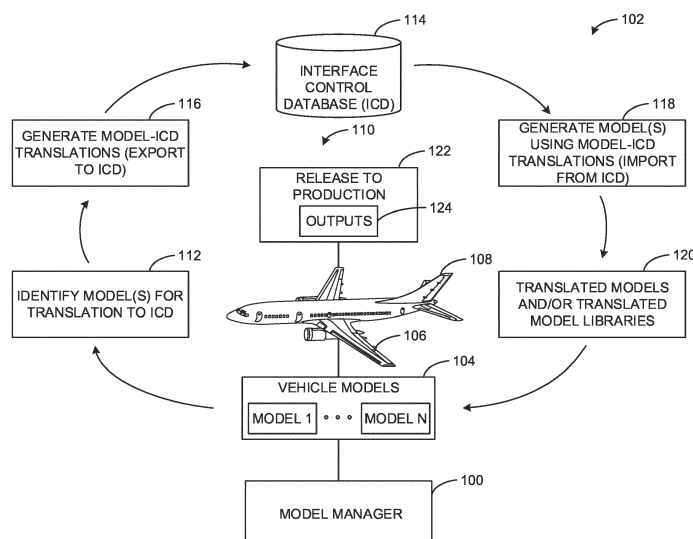 114
102
INTERFACE
CONTROL
DATABASE (ICD)
116
GENERATE MODEL-ICD
TRANSLATIONS (EXPORT
TO ICD)
110
118
GENERATE MODEL(S)
USING MODEL-ICD
TRANSLATIONS (IMPORT
FROM ICD)
122
RELEASE TO
PRODUCTION
OUTPUTS
124
112
IDENTIFY MODEL(S) FOR
TRANSLATION TO ICD
108
120
TRANSLATED MODELS
AND/OR TRANSLATED
MODEL LIBRARIES
106
104
VEHICLE MODELS
MODEL 1
MODEL N
100
MODEL MANAGER